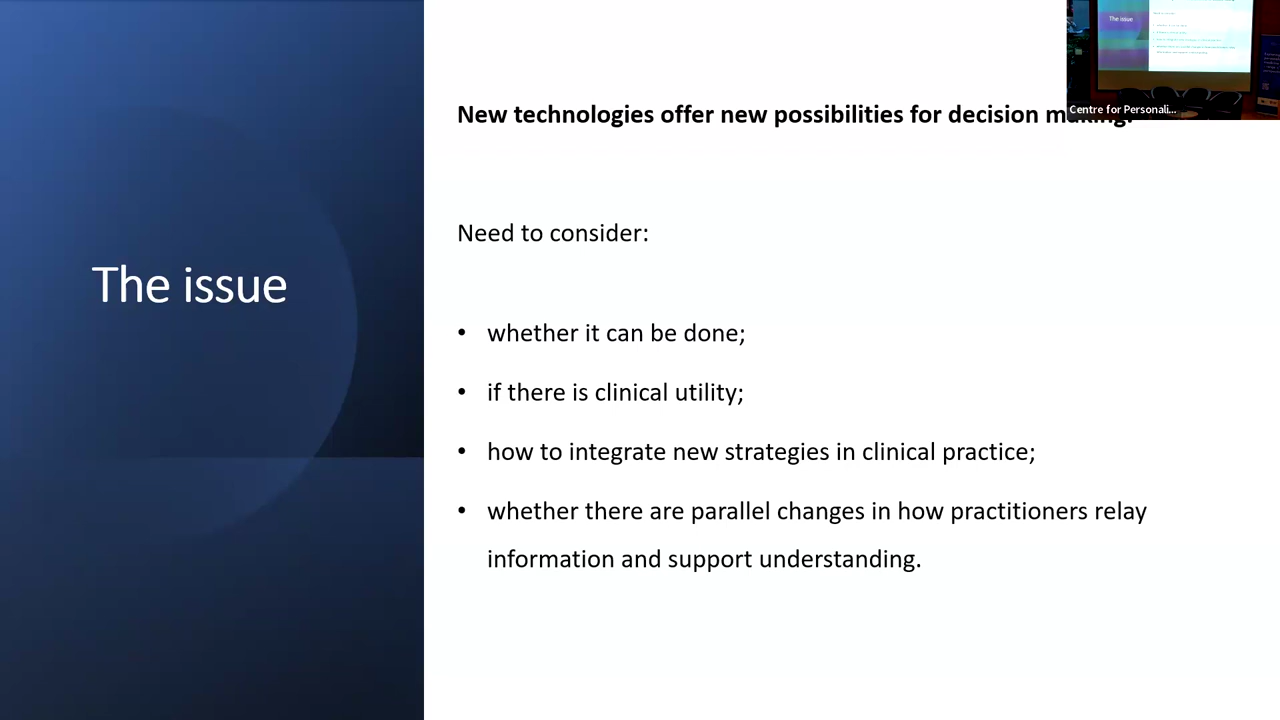 The issue
New technologies offer new possibilities for decision making.
Need to consider:
• whether it can be done;
• if there is clinical utility;
• how to integrate new strategies in clinical practice;
• whether there are parallel changes in how practitioners relay
information and support understanding.
The issue
Centre for Personali...